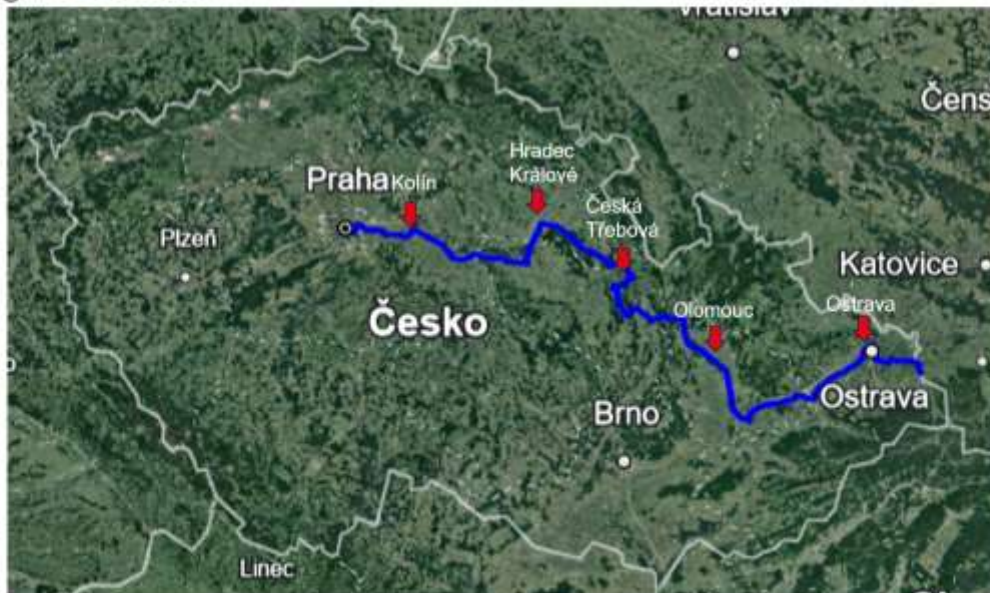 Vratislav
Čens
Hradec
Králové
Praha
Kolín
Česká
Třebová
Plzeň
Katovice
Česko
Olomouc
Ostrava
Ostrava
Brno
Linec